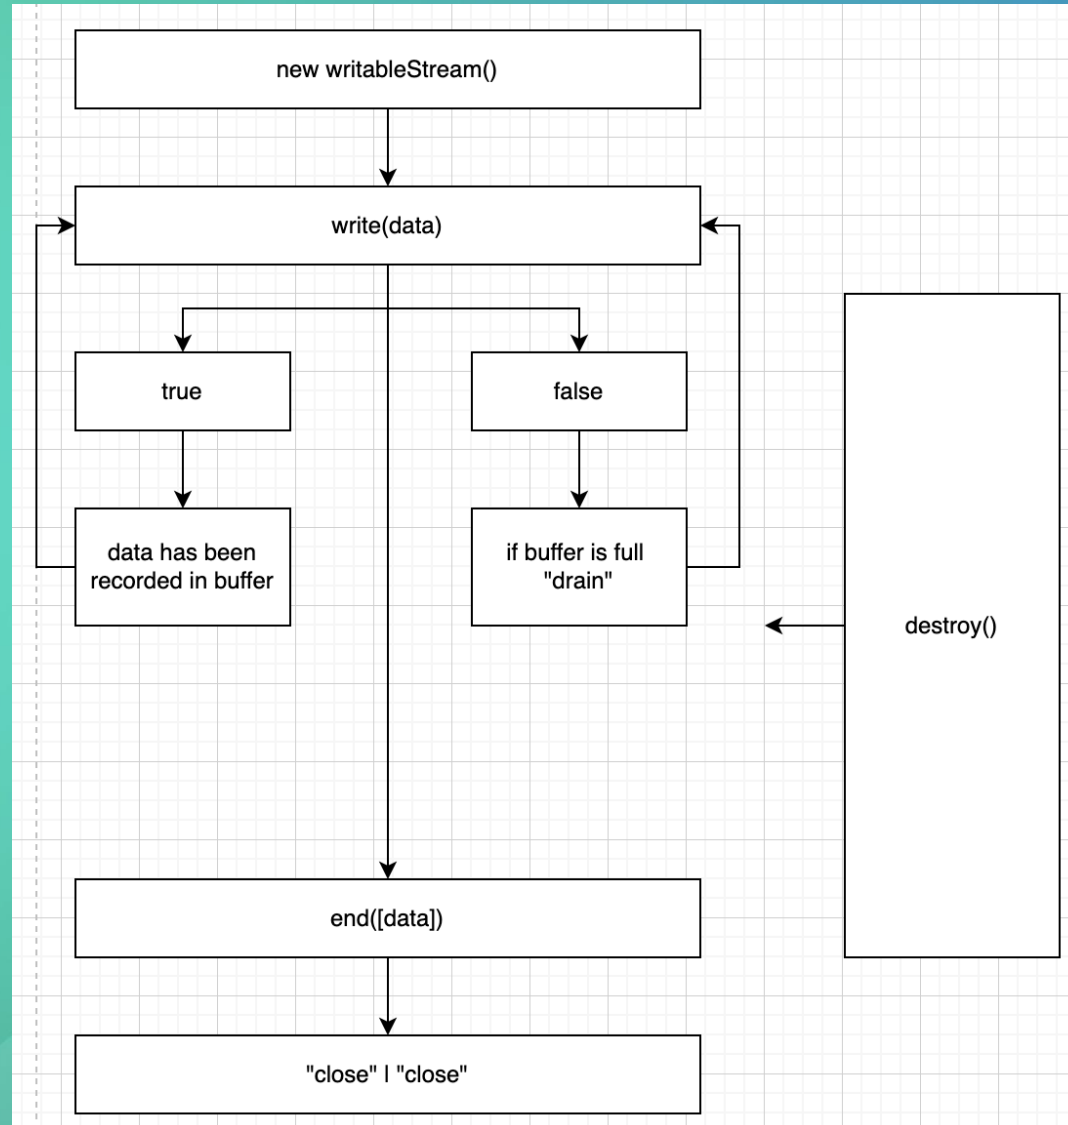 new writableStream()
write(data)
true
false
data has been
recorded in buffer
if buffer is full
"drain"
destroy()
end([data])
"close" | "close"